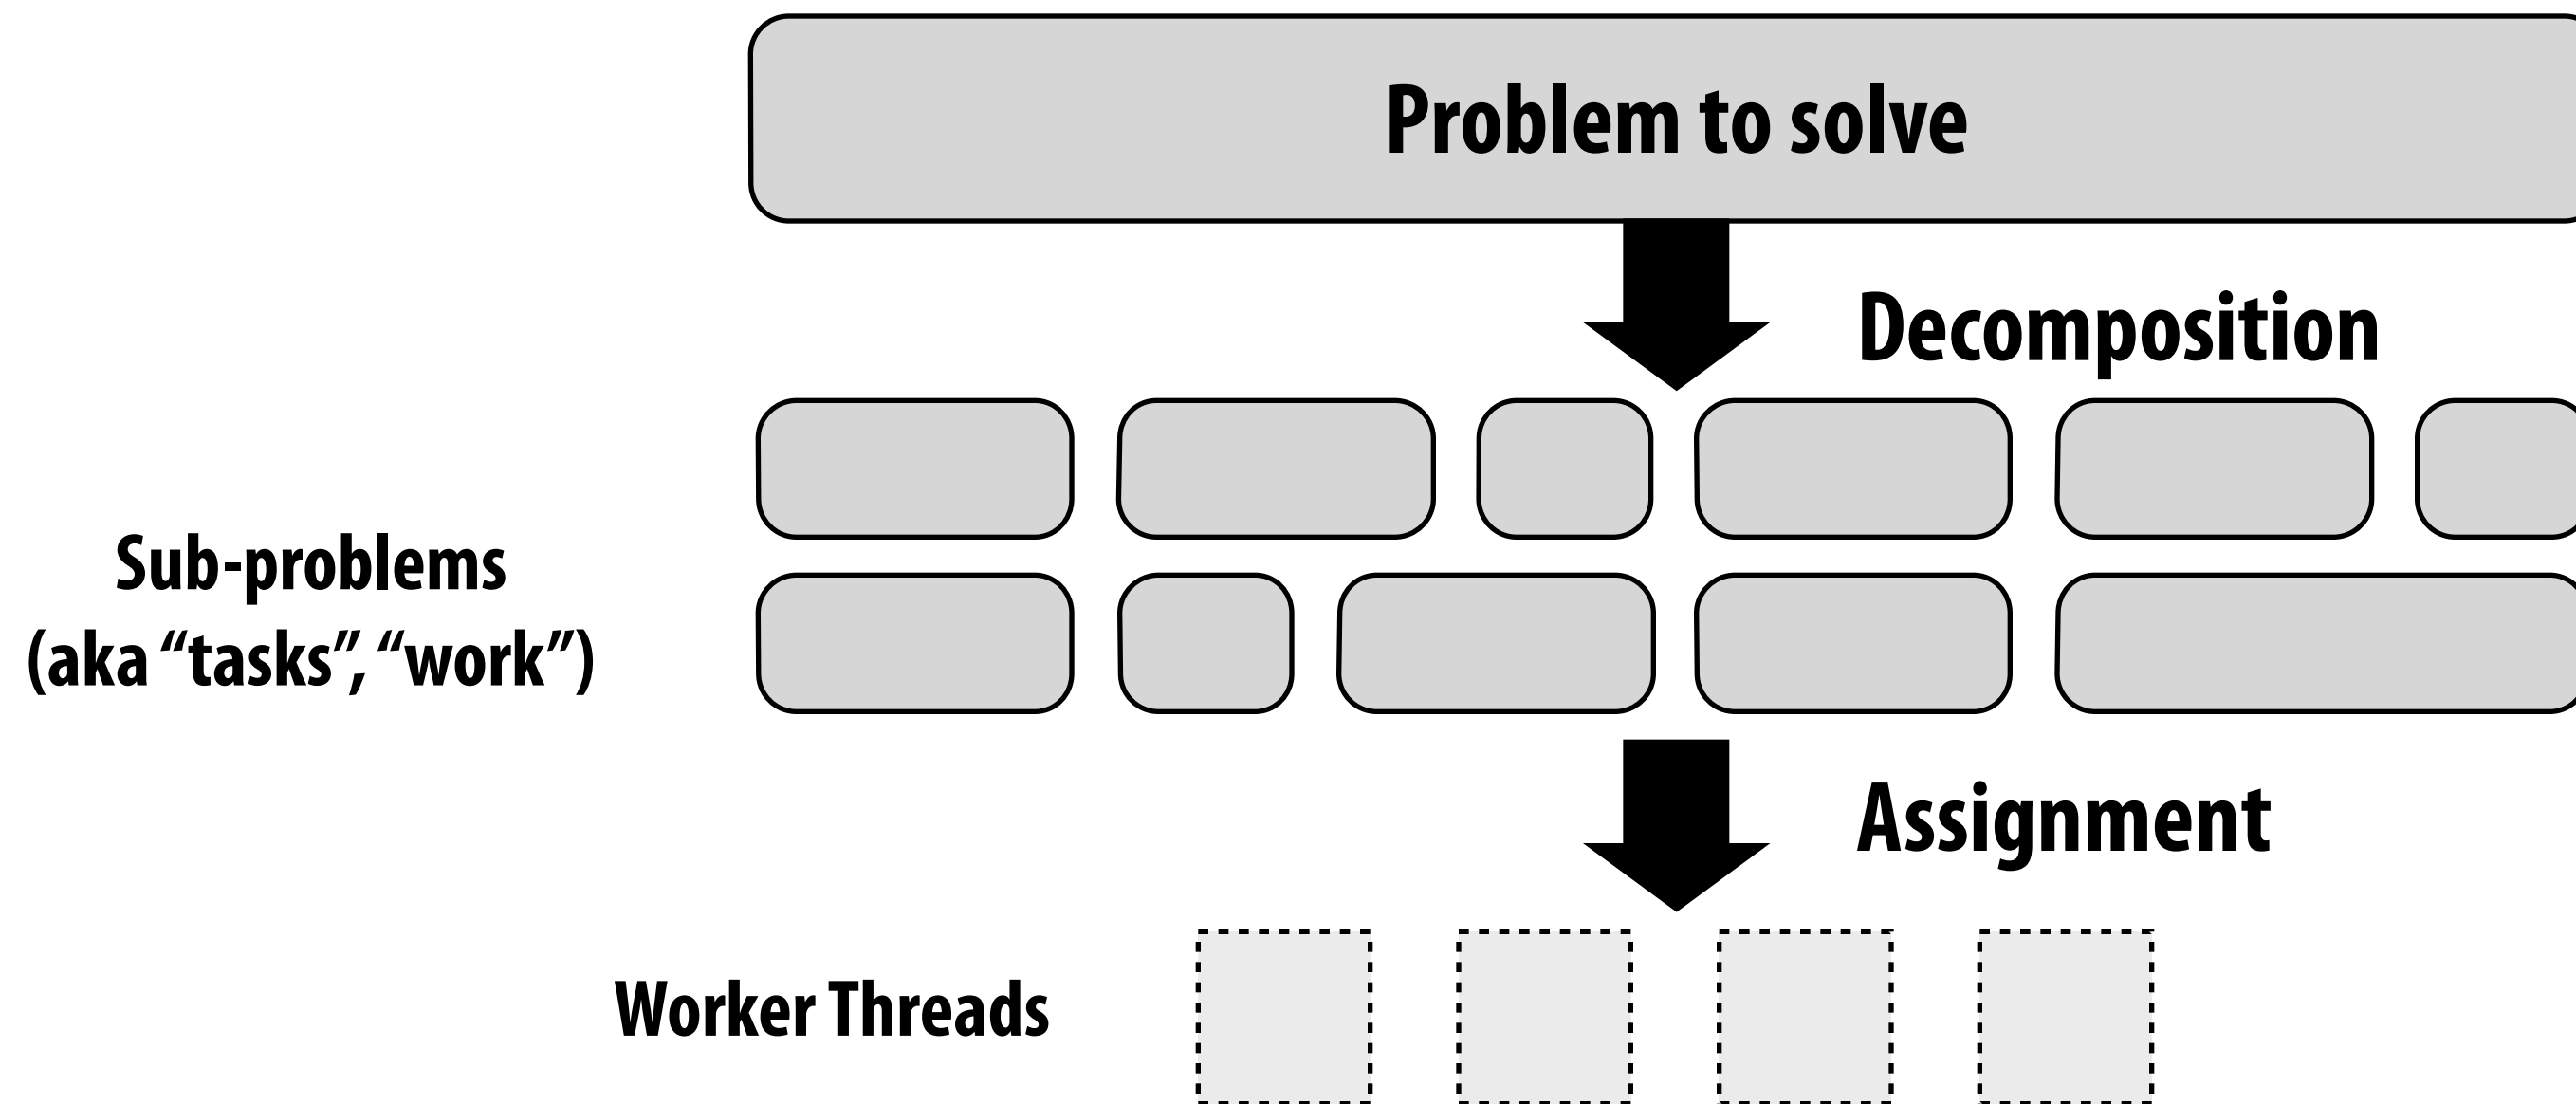 Problem to solve
Decomposition
Sub-problems
(aka “tasks”, “work”)
Assignment
Worker Threads